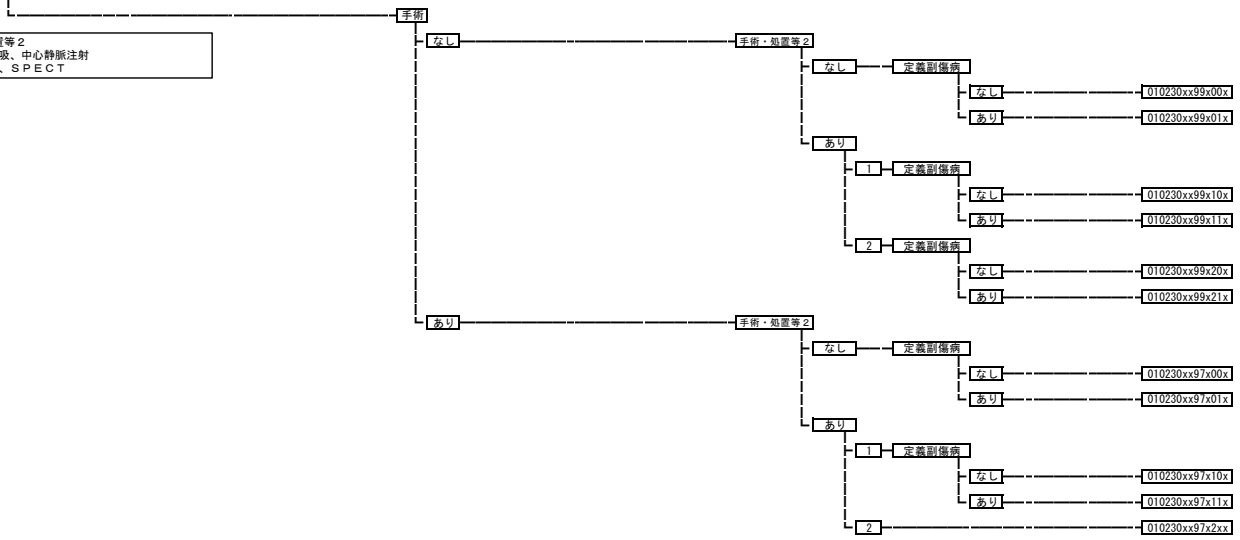 手術
置等２
吸、中心静脈注射
、ＳＰＥＣＴ
なし
手術・処置等２
なし
定義副傷病
なし
010230xx99x00x
あり
010230xx99x01x
あり
1
定義副傷病
なし
010230xx99x10x
あり
010230xx99x11x
2
定義副傷病
なし
010230xx99x20x
あり
010230xx99x21x
あり
手術・処置等２
なし
定義副傷病
なし
010230xx97x00x
あり
010230xx97x01x
あり
1
定義副傷病
なし
010230xx97x10x
あり
010230xx97x11x
2
010230xx97x2xx